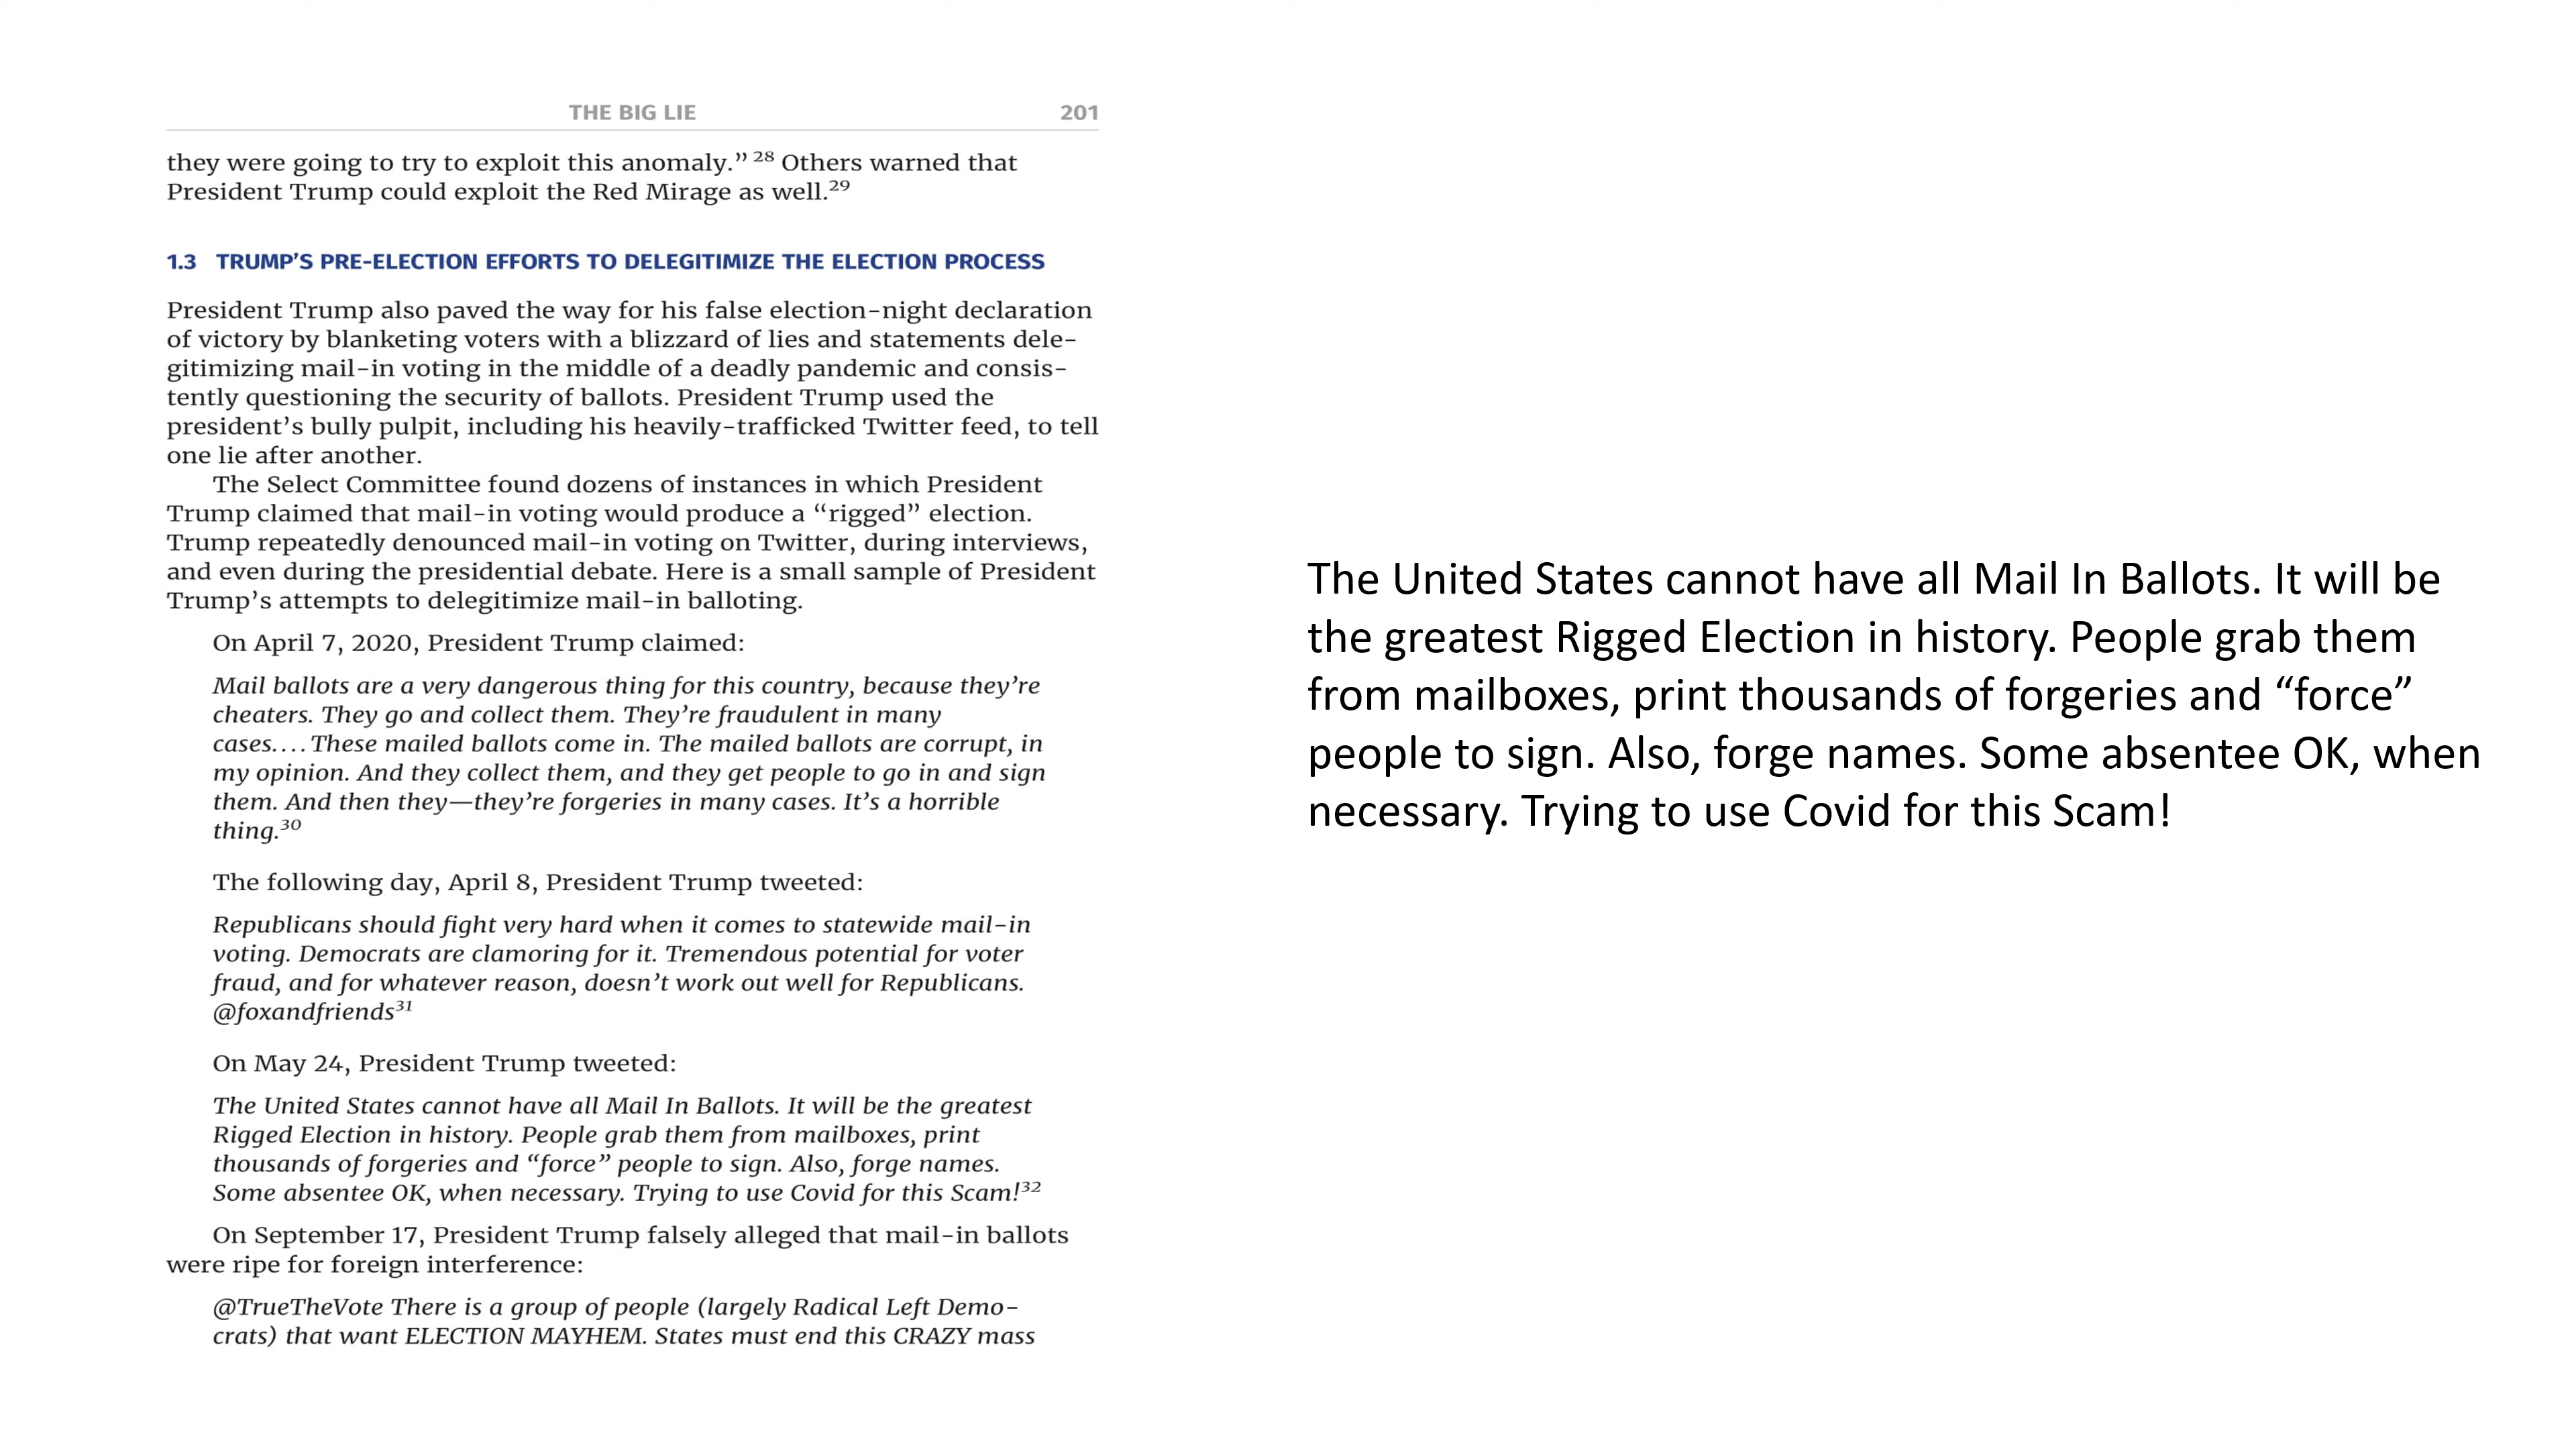 THE BIG LIE 201
they were going to try to exploit this anomaly.” 28 Others warned that
President Trump could exploit the Red Mirage as well.29
1.3 TRUMP’S PRE-ELECTION EFFORTS TO DELEGITIMIZE THE ELECTION PROCESS
President Trump also paved the way for his false election-night declaration
of victory by blanketing voters with a blizzard of lies and statements dele-
gitimizing mail-in voting in the middle of a deadly pandemic and consis-
tently questioning the security of ballots. President Trump used the
president’s bully pulpit, including his heavily-trafficked Twitter feed, to tell
one lie after another.
The Select Committee found dozens of instances in which President
Trump claimed that mail-in voting would produce a “rigged” election.
Trump repeatedly denounced mail-in voting on Twitter, during interviews,
and even during the presidential debate. Here is a small sample of President
Trump’s attempts to delegitimize mail-in balloting.
On April 7, 2020, President Trump claimed:
Mail ballots are a very dangerous thing for this country, because they’re
cheaters. They go and collect them. They’re fraudulent in many
cases.... These mailed ballots come in. The mailed ballots are corrupt, in
my opinion. And they collect them, and they get people to go in and sign
them. And then they—they’re forgeries in many cases. It’s a horrible
thing.30
The following day, April 8, President Trump tweeted:
Republicans should fight very hard when it comes to statewide mail-in
voting. Democrats are clamoring for it. Tremendous potential for voter
fraud, and for whatever reason, doesn’t work out well for Republicans.
@foxandfriends31
On May 24, President Trump tweeted:
The United States cannot have all Mail In Ballots. It will be the greatest
Rigged Election in history. People grab them from mailboxes, print
thousands of forgeries and “force” people to sign. Also, forge names.
Some absentee OK, when necessary. Trying to use Covid for this Scam!32
On September 17, President Trump falsely alleged that mail-in ballots
were ripe for foreign interference:
@TrueTheVote There is a group of people (largely Radical Left Demo-
crats) that want ELECTION MAYHEM. States must end this CRAZY mass
The United States cannot have all Mail In Ballots. It will be
the greatest Rigged Election in history. People grab them
from mailboxes, print thousands of forgeries and “force”
people to sign. Also, forge names. Some absentee OK, when
necessary. Trying to use Covid for this Scam!